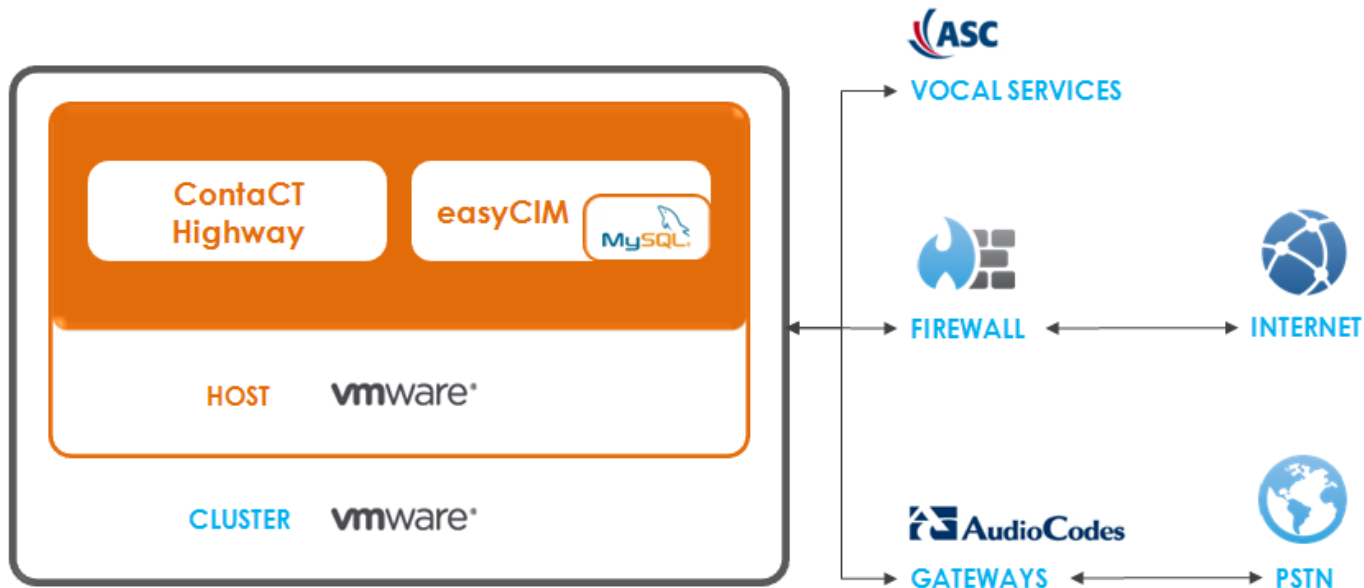 ASC
VOCAL SERVICES
ContaCT
Highway
easyCIM
MySQL
FIREWALL
INTERNET
HOST
vmware®
CLUSTER
vmware®
AudioCodes
GATEWAYS
PSTN